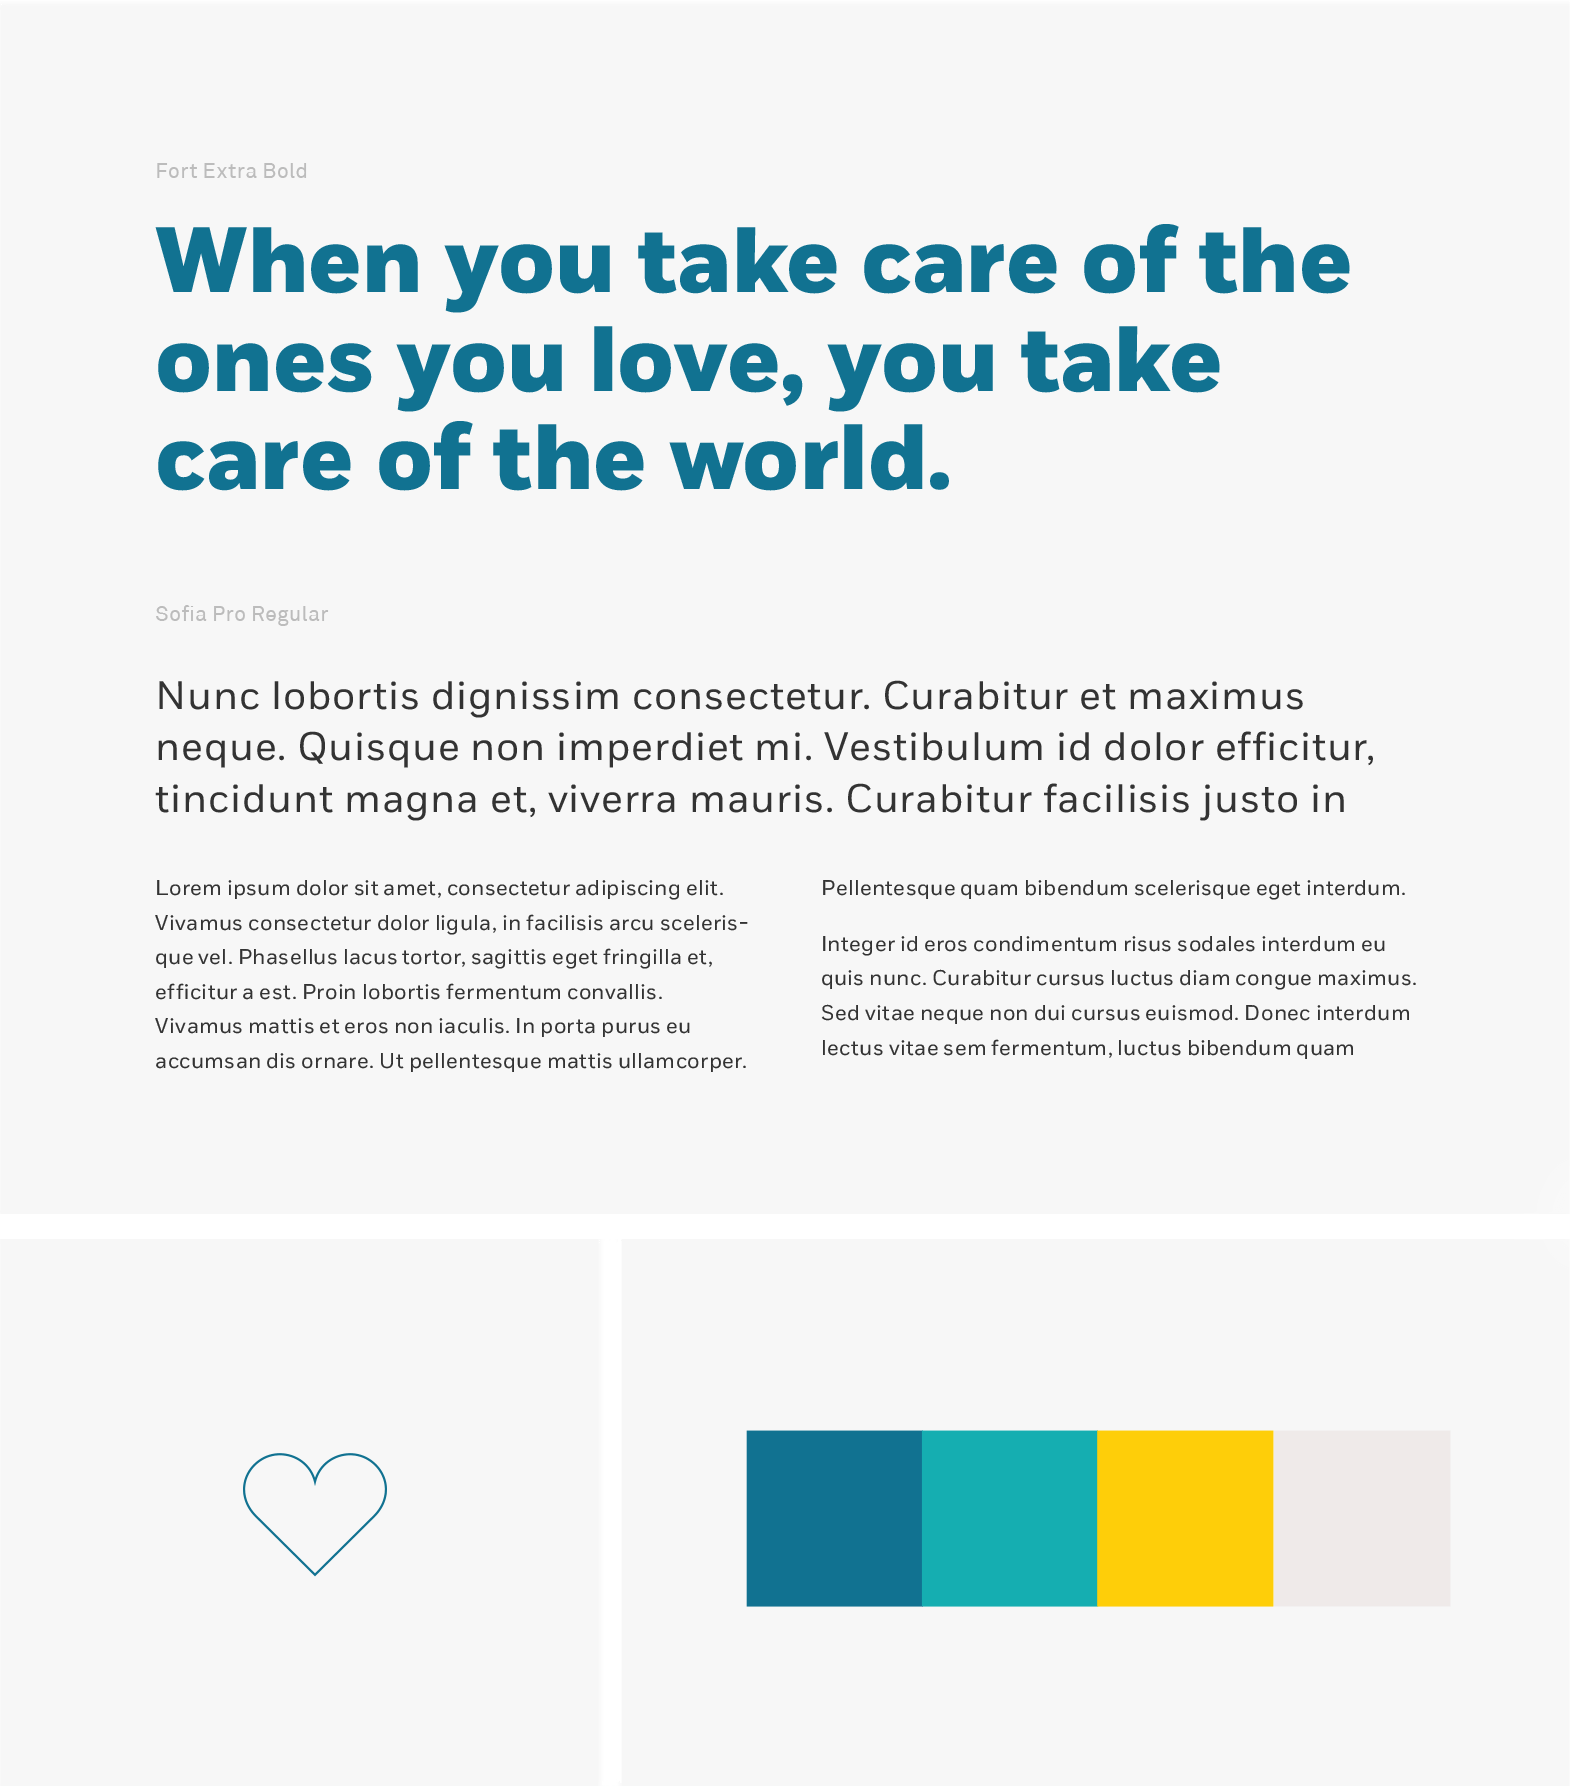 Fort Extra Bold
When you take care of the
ones you love, you take
care of the world.
Sofia Pro Regular
Nunc lobortis dignissim consectetur. Curabitur et maximus
neque. Quisque non imperdiet mi. Vestibulum id dolor efficitur,
tincidunt magna et, viverra mauris. Curabitur facilisis justo in
Lorem ipsum dolor sit amet, consectetur adipiscing elit.
Vivamus consectetur dolor ligula, in facilisis arcu sceleris-
que vel. Phasellus lacus tortor, sagittis eget fringilla et,
efficitur a est. Proin lobortis fermentum convallis.
Vivamus mattis et eros non iaculis. In porta purus eu
accumsan dis ornare. Ut pellentesque mattis ullamcorper.
Pellentesque quam bibendum scelerisque eget interdum.
Integer id eros condimentum risus sodales interdum eu
quis nunc. Curabitur cursus luctus diam congue maximus.
Sed vitae neque non dui cursus euismod. Donec interdum
lectus vitae sem fermentum, luctus bibendum quam